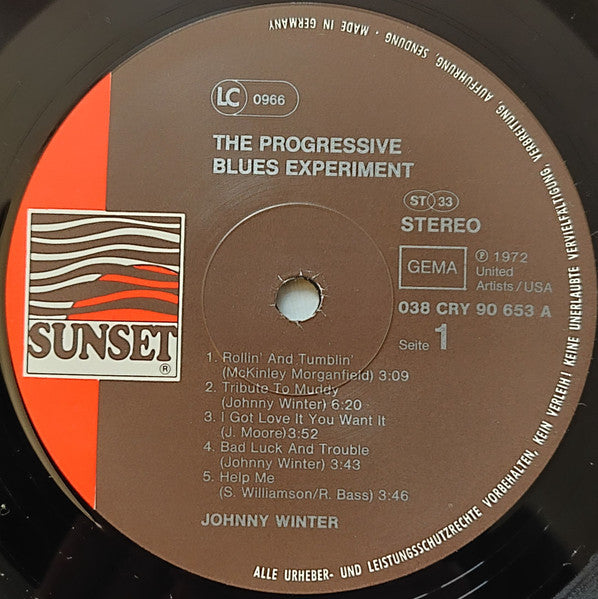 LC 0966
THE PROGRESSIVE
BLUES EXPERIMENT
ST 33
STEREO
GEMA
℗ 1972
United
Artists/USA
038 CRY 90 653 A
Seite 1
SUNSET
®
1. Rollin' And Tumblin'
(McKinley Morganfield) 3:09
2. Tribute To Muddy
(Johnny Winter) 6:20
3. I Got Love It You Want It
(J. Moore) 3:52
4. Bad Luck And Trouble
(Johnny Winter) 3:43
5. Help Me
(S. Williamson/R. Bass) 3:46
JOHNNY WINTER
ALLE URHEBER- UND LEISTUNGSSCHUTZRECHTE VORBEHALTEN, KEIN VERLEIH! KEINE UNERLAUBTE VERVIELFÄLTIGUNG, VERBREITUNG, AUFFÜHRUNG, SENDUNG · MADE IN GERMANY